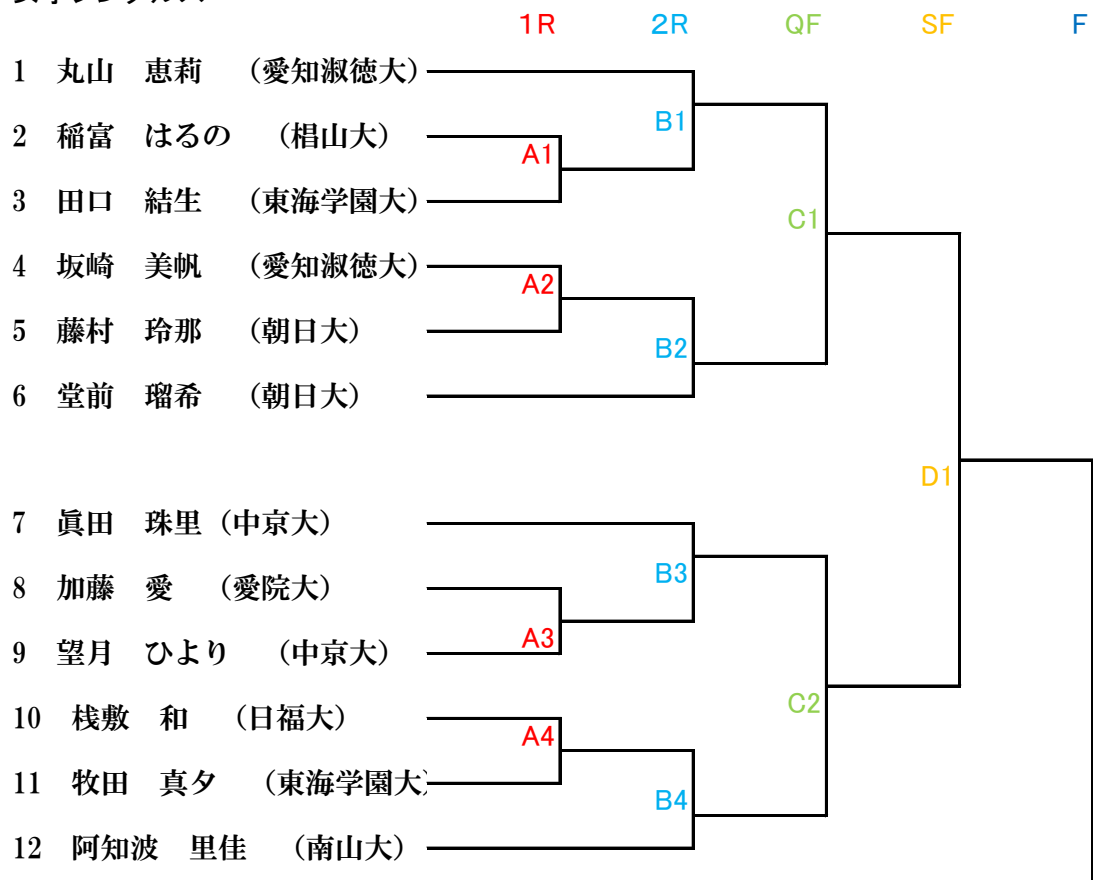 1R 2R QF SF F
1 丸山 恵莉 （愛知淑徳大）
B1
2 稲富 はるの （椙山大）
A1
3 田口 結生 （東海学園大）
C1
4 坂崎 美帆 （愛知淑徳大）
A2
5 藤村 玲那 （朝日大）
B2
6 堂前 瑠希 （朝日大）
D1
7 眞田 珠里（中京大）
B3
8 加藤 愛 （愛院大）
A3
9 望月 ひより （中京大）
C2
10 桟敷 和 （日福大）
A4
11 牧田 真夕 （東海学園大）
B4
12 阿知波 里佳 （南山大）